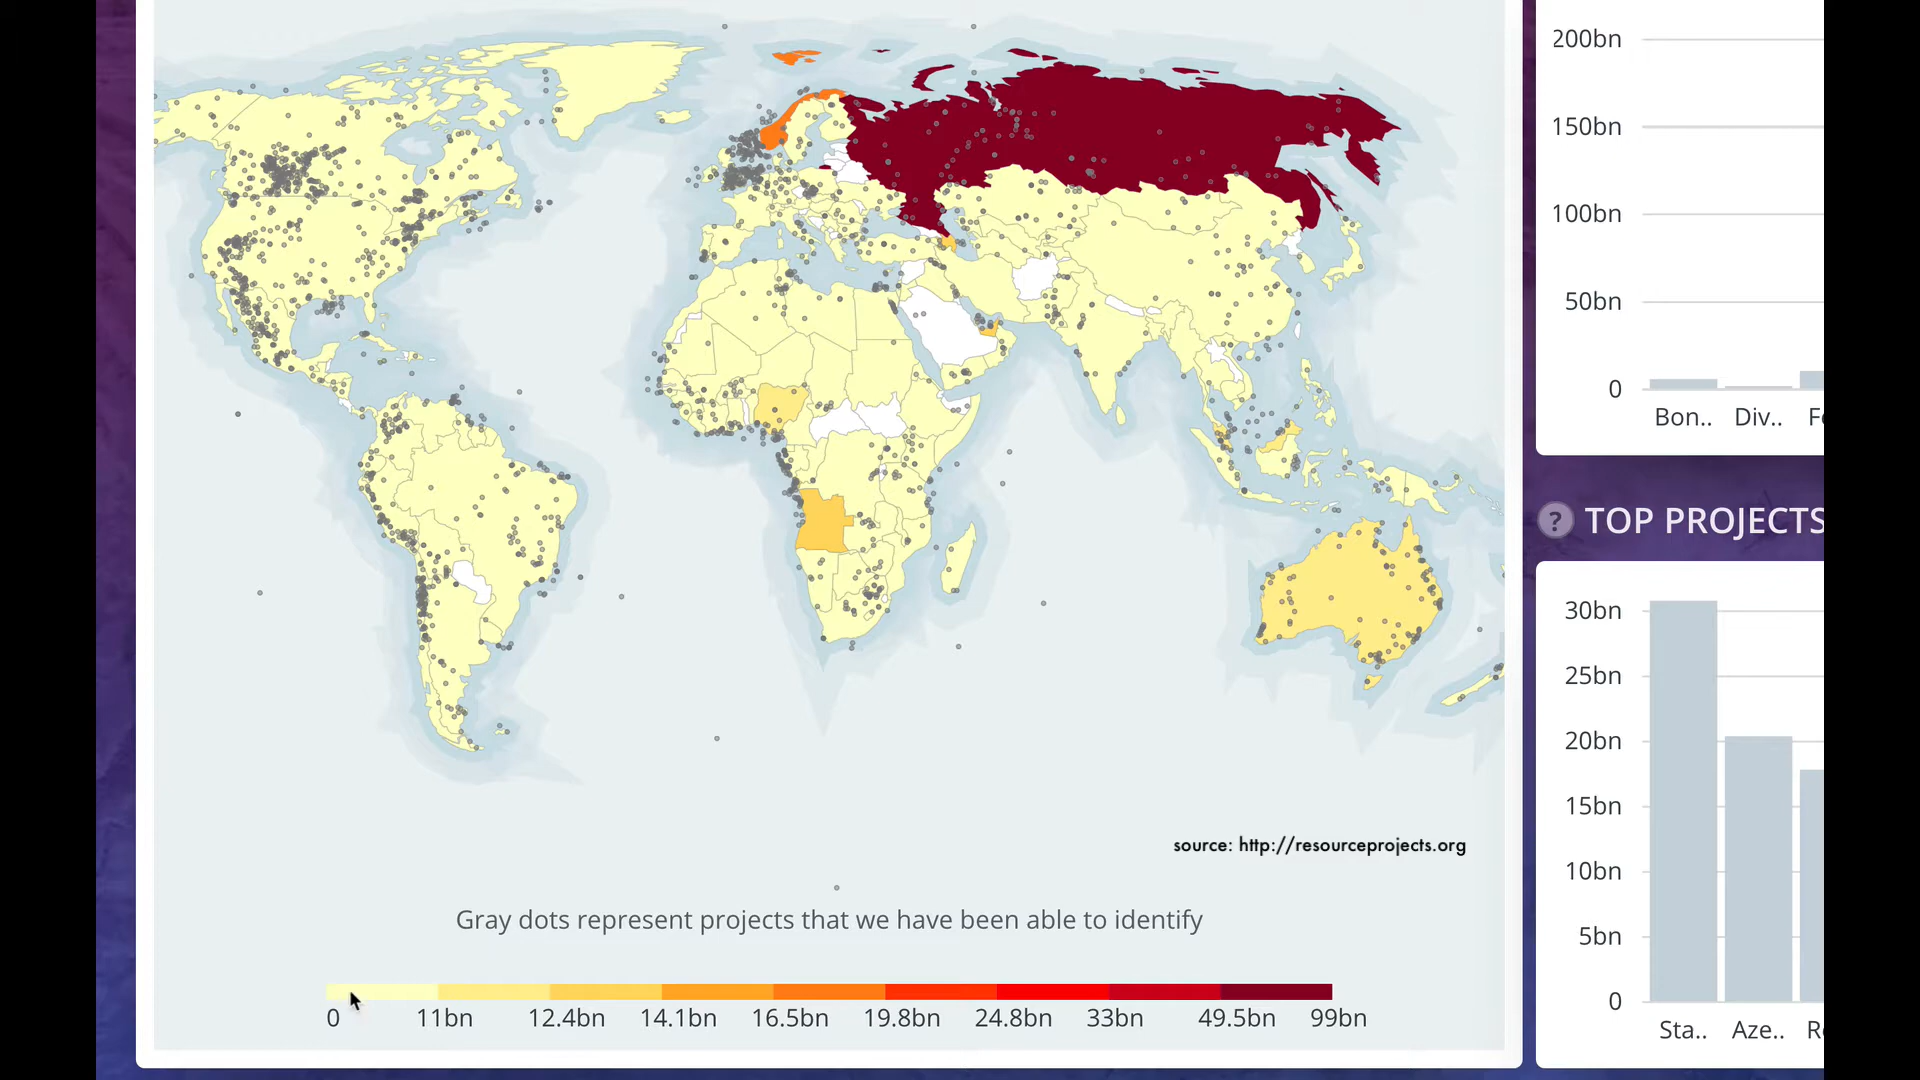 200bn
150bn
100bn
50bn
0
Bon.. Div.. Fe
? TOP PROJECTS
30bn
25bn
20bn
15bn
10bn
5bn
0
Sta.. Aze.. Re
source: http://resourceprojects.org
Gray dots represent projects that we have been able to identify
0 11bn 12.4bn 14.1bn 16.5bn 19.8bn 24.8bn 33bn 49.5bn 99bn